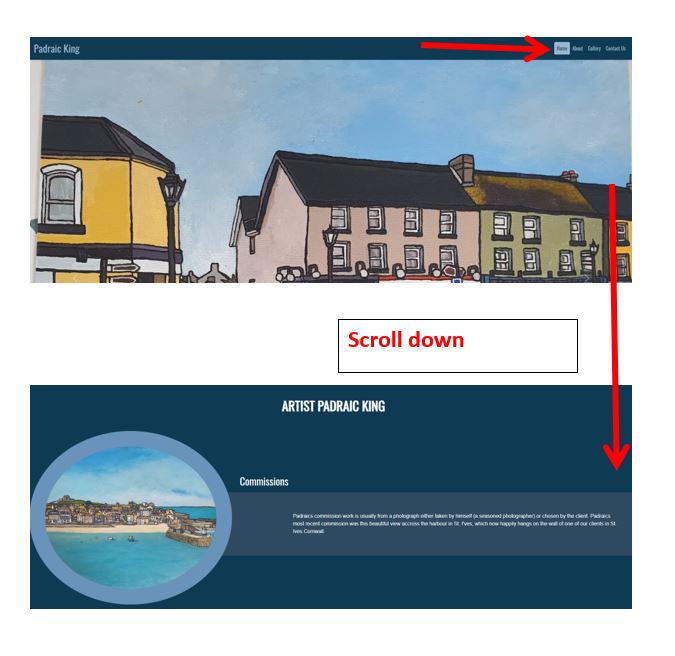 Padraic King
Home About Gallery Contact Us
Scroll down
ARTIST PADRAIC KING
Commissions
Padraics commission work is usually from a photograph either taken by himself (a seasoned photographer) or chosen by the client. Padraics
most recent commission was this beautiful view accross the harbour in St. I'ves, which now happily hangs on the wall of one of our clients in St
Ives Cornwall.